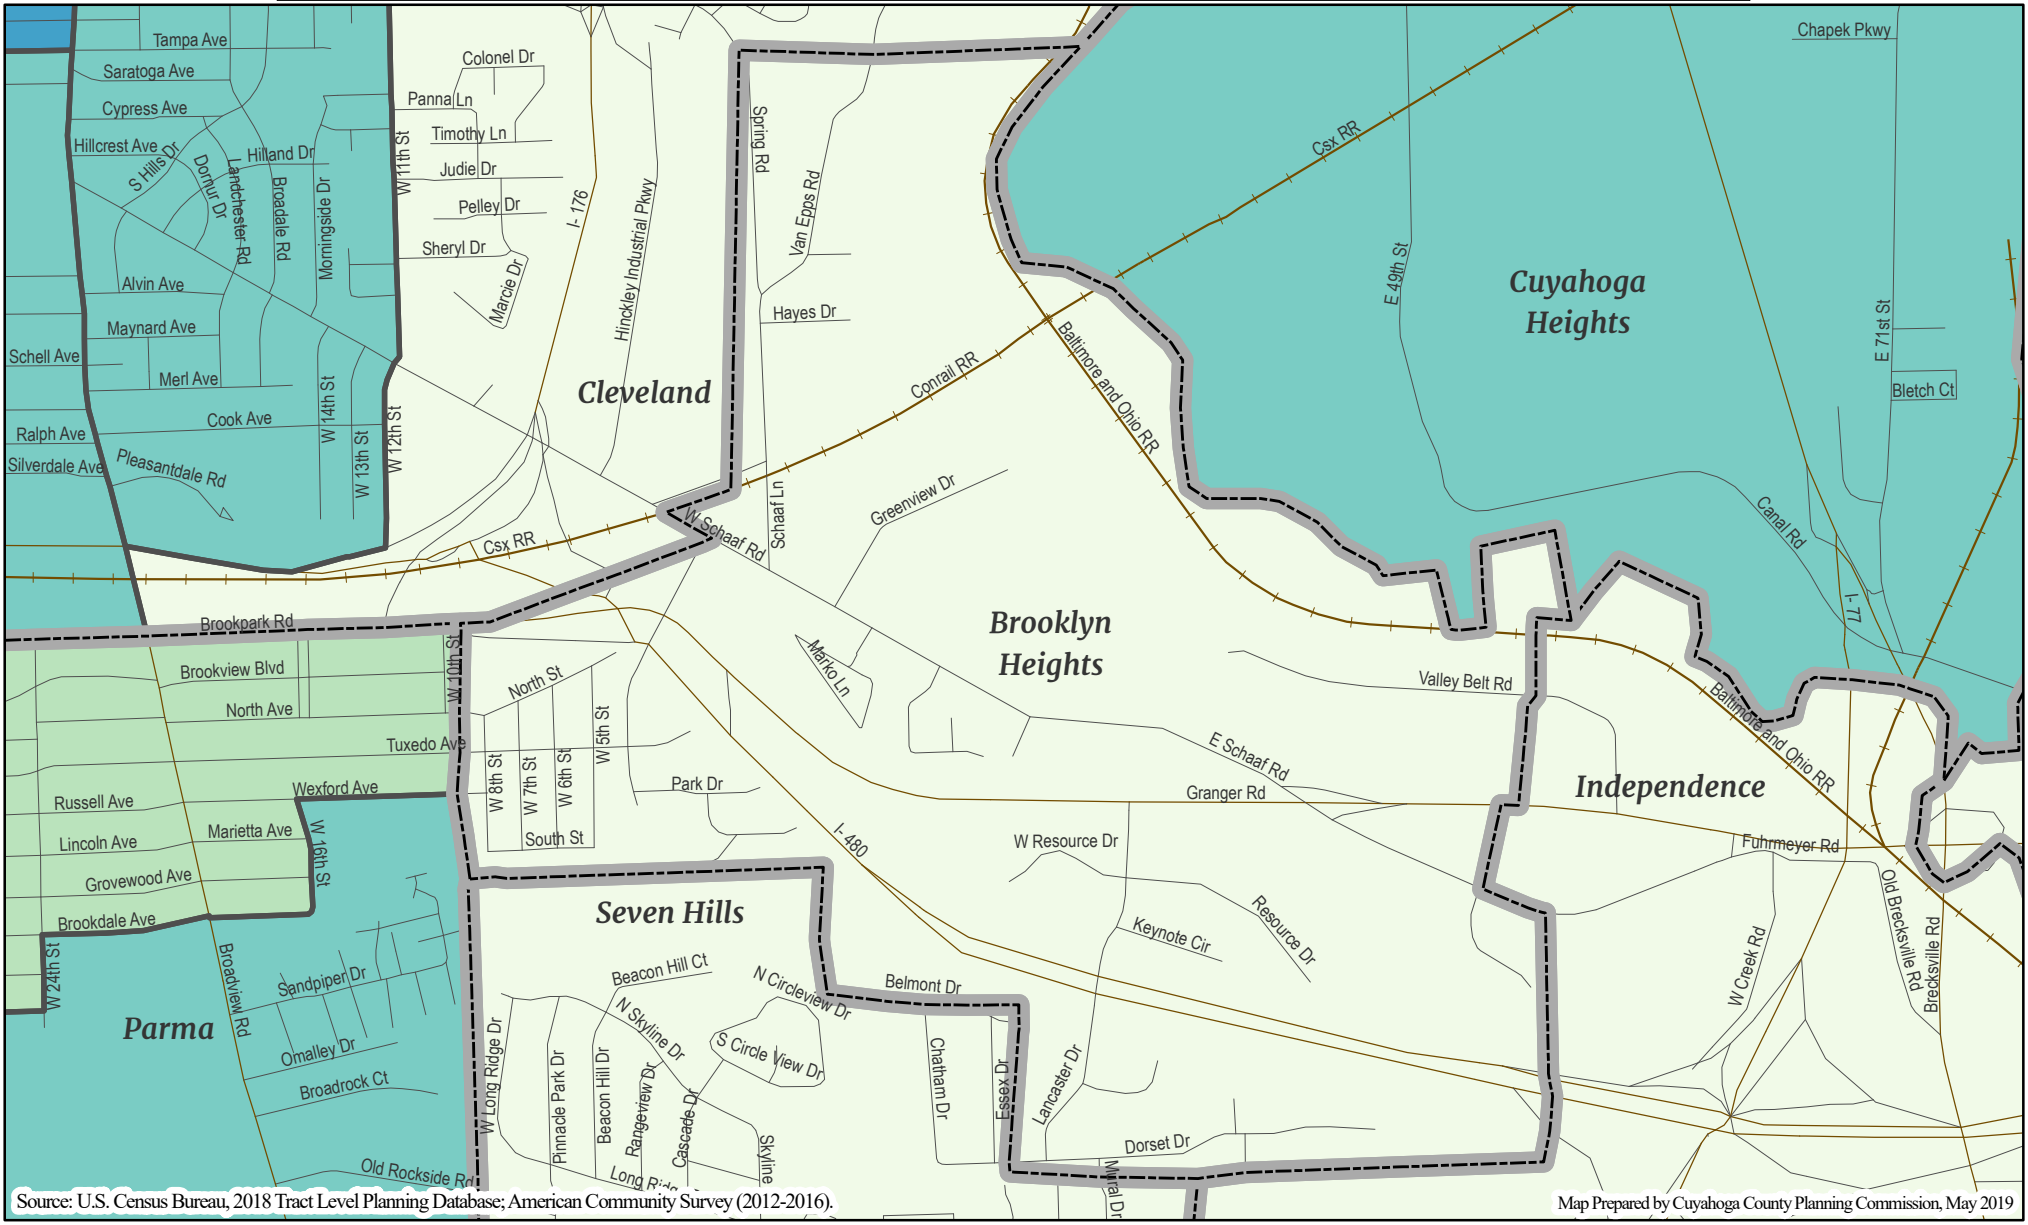 Tampa Ave
Saratoga Ave
Cypress Ave
Hillcrest Ave
S Hills Dr
Dornur Dr
Landchester Rd
Hilland Dr
Broadale Rd
Morningside Dr
W 11th St
Alvin Ave
Maynard Ave
Schell Ave
Merl Ave
Cook Ave
W 14th St
W 13th St
W 12th St
Ralph Ave
Silverdale Ave
Pleasantdale Rd
Colonel Dr
Panna Ln
Timothy Ln
Judie Dr
Pelley Dr
Sheryl Dr
Marcie Dr
I- 176
Hinckley Industrial Pkwy
Cleveland
Spring Rd
Van Epps Rd
Hayes Dr
Conrail RR
Baltimore and Ohio RR
Csx RR
Chapek Pkwy
E 49th St
Cuyahoga
Heights
E 71st St
Bletch Ct
Canal Rd
I- 77
Csx RR
W Schaaf Rd
Schaaf Ln
Greenview Dr
Brookpark Rd
Brookview Blvd
North Ave
W 10th St
Tuxedo Ave
Wexford Ave
Russell Ave
Lincoln Ave
Marietta Ave
W 16th St
Grovewood Ave
Brookdale Ave
W 24th St
Broadview Rd
Sandpiper Dr
Parma
Omalley Dr
Broadrock Ct
Old Rockside Rd
North St
W 8th St
W 7th St
W 6th St
W 5th St
South St
Park Dr
Marko Ln
Brooklyn
Heights
Valley Belt Rd
E Schaaf Rd
Granger Rd
I- 480
W Resource Dr
Resource Dr
Keynote Cir
Baltimore and Ohio RR
Independence
Fuhrmeyer Rd
Old Brecksville Rd
Brecksville Rd
W Creek Rd
Seven Hills
Beacon Hill Ct
N Skyline Dr
N Circleview Dr
S Circle View Dr
Belmont Dr
W Long Ridge Dr
Pinnacle Park Dr
Beacon Hill Dr
Rangeview Dr
Cascade Dr
Skyline
Chatham Dr
Essex Dr
Lancaster Dr
Dorset Dr
Mural Dr
Source: U.S. Census Bureau, 2018 Tract Level Planning Database; American Community Survey (2012-2016).
Map Prepared by Cuyahoga County Planning Commission, May 2019